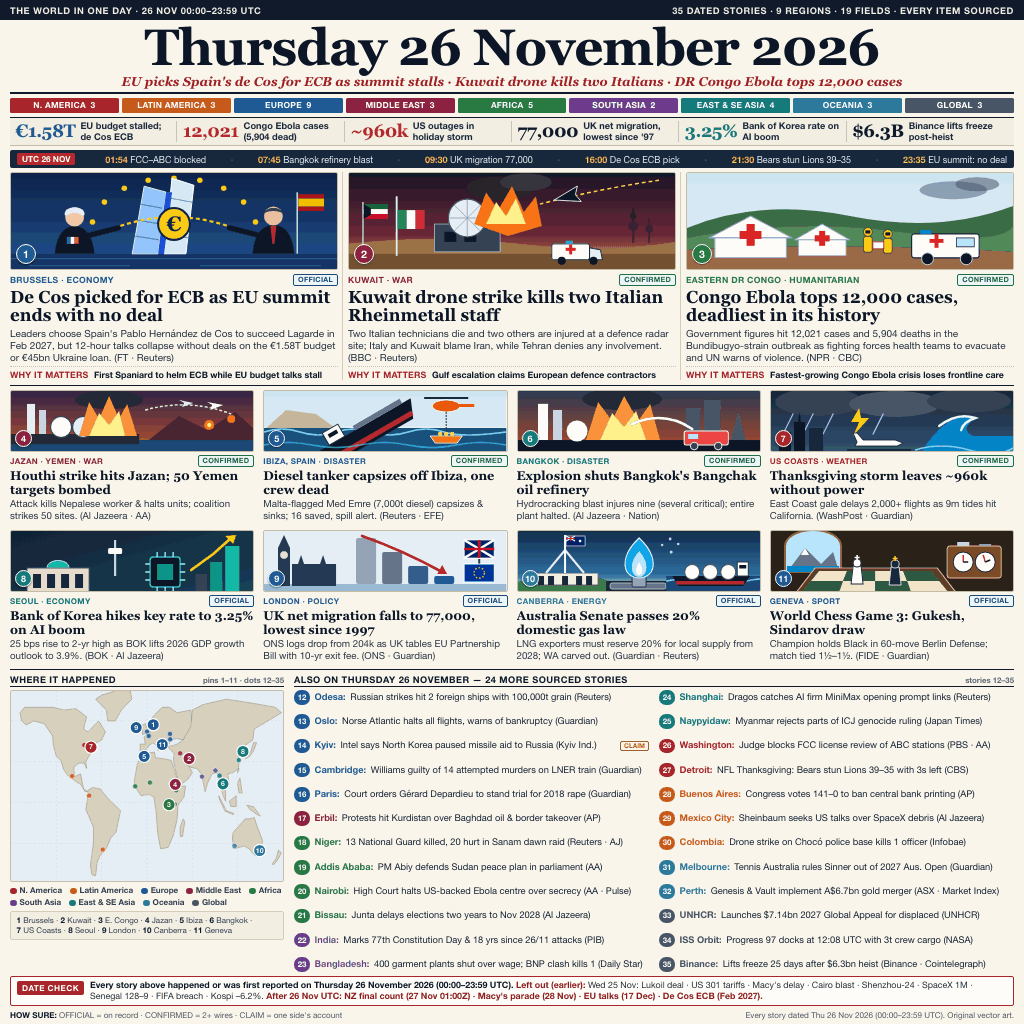 THE WORLD IN ONE DAY · 26 NOV 00:00–23:59 UTC
35 DATED STORIES · 9 REGIONS · 19 FIELDS · EVERY ITEM SOURCED
Thursday 26 November 2026
EU picks Spain's de Cos for ECB as summit stalls · Kuwait drone kills two Italians · DR Congo Ebola tops 12,000 cases
N. AMERICA 3
LATIN AMERICA 3
EUROPE 9
MIDDLE EAST 3
AFRICA 5
SOUTH ASIA 2
EAST & SE ASIA 4
OCEANIA 3
GLOBAL 3
€1.58T EU budget stalled; de Cos ECB
12,021 Ebola cases (5,904 dead)
~960k US outages in holiday storm
77,000 UK net migration, lowest since '97
3.25% Bank of Korea rate on AI boom
$6.3B Binance lifts freeze post-heist
UTC 26 NOV
01:54 FCC–ABC blocked
07:45 Bangkok refinery blast
09:30 UK migration 77,000
16:00 De Cos ECB pick
21:30 Bears stun Lions 39–35
23:35 EU summit: no deal
€
1
BRUSSELS · ECONOMY
OFFICIAL
De Cos picked for ECB as EU summit
ends with no deal
Leaders choose Spain's Pablo Hernández de Cos to succeed Lagarde in
Feb 2027, but 12-hour talks collapse without deals on the €1.58T budget
or €45bn Ukraine loan. (FT · Reuters)
WHY IT MATTERS First Spaniard to helm ECB while EU budget talks stall
2
KUWAIT · WAR
CONFIRMED
Kuwait drone strike kills two Italian
Rheinmetall staff
Two Italian technicians die and two others are injured at a defence radar
site; Italy and Kuwait blame Iran, while Tehran denies any involvement.
(BBC · Reuters)
WHY IT MATTERS Gulf escalation claims European defence contractors
3
EASTERN DR CONGO · HUMANITARIAN
CONFIRMED
Congo Ebola tops 12,000 cases,
deadliest in its history
Government figures hit 12,021 cases and 5,904 deaths in the
Bundibugyo-strain outbreak as fighting forces health teams to evacuate
and UN warns of violence. (NPR · CBC)
WHY IT MATTERS Fastest-growing Congo Ebola crisis loses frontline care
4
JAZAN · YEMEN · WAR
CONFIRMED
Houthi strike hits Jazan; 50 Yemen
targets bombed
Attack kills Nepalese worker & halts units; coalition
strikes 50 sites. (Al Jazeera · AA)
5
IBIZA, SPAIN · DISASTER
CONFIRMED
Diesel tanker capsizes off Ibiza, one
crew dead
Malta-flagged Med Emre (7,000t diesel) capsizes &
sinks; 16 saved, spill alert. (Reuters · EFE)
6
BANGKOK · DISASTER
CONFIRMED
Explosion shuts Bangkok's Bangchak
oil refinery
Hydrocracking blast injures nine (several critical); entire
plant halted. (Al Jazeera · Nation)
7
US COASTS · WEATHER
CONFIRMED
Thanksgiving storm leaves ~960k
without power
East Coast gale delays 2,000+ flights as 9m tides hit
California. (WashPost · Guardian)
8
SEOUL · ECONOMY
OFFICIAL
Bank of Korea hikes key rate to 3.25%
on AI boom
25 bps rise to 2-yr high as BOK lifts 2026 GDP growth
outlook to 3.9%. (BOK · Al Jazeera)
9
LONDON · POLICY
OFFICIAL
UK net migration falls to 77,000,
lowest since 1997
ONS logs drop from 204k as UK tables EU Partnership
Bill with 10-yr exit fee. (ONS · Guardian)
10
CANBERRA · ENERGY
OFFICIAL
Australia Senate passes 20%
domestic gas law
LNG exporters must reserve 20% for local supply from
2028; WA carved out. (Guardian · Reuters)
11
GENEVA · SPORT
OFFICIAL
World Chess Game 3: Gukesh,
Sindarov draw
Champion holds Black in 60-move Berlin Defense;
match tied 1½–1½. (FIDE · Guardian)
WHERE IT HAPPENED
pins 1–11 · dots 12–35
9
1
11
5
7
2
8
4
6
3
10
N. America
Latin America
Europe
Middle East
Africa
South Asia
East & SE Asia
Oceania
Global
1 Brussels · 2 Kuwait · 3 E. Congo · 4 Jazan · 5 Ibiza · 6 Bangkok ·
7 US Coasts · 8 Seoul · 9 London · 10 Canberra · 11 Geneva
ALSO ON THURSDAY 26 NOVEMBER — 24 MORE SOURCED STORIES
stories 12–35
12 Odesa: Russian strikes hit 2 foreign ships with 100,000t grain (Reuters)
13 Oslo: Norse Atlantic halts all flights, warns of bankruptcy (Guardian)
14 Kyiv: Intel says North Korea paused missile aid to Russia (Kyiv Ind.) CLAIM
15 Cambridge: Williams guilty of 14 attempted murders on LNER train (Guardian)
16 Paris: Court orders Gérard Depardieu to stand trial for 2018 rape (Guardian)
17 Erbil: Protests hit Kurdistan over Baghdad oil & border takeover (AP)
18 Niger: 13 National Guard killed, 20 hurt in Sanam dawn raid (Reuters · AJ)
19 Addis Ababa: PM Abiy defends Sudan peace plan in parliament (AA)
20 Nairobi: High Court halts US-backed Ebola centre over secrecy (AA · Pulse)
21 Bissau: Junta delays elections two years to Nov 2028 (Al Jazeera)
22 India: Marks 77th Constitution Day & 18 yrs since 26/11 attacks (PIB)
23 Bangladesh: 400 garment plants shut over wage; BNP clash kills 1 (Daily Star)
24 Shanghai: Dragos catches AI firm MiniMax opening prompt links (Reuters)
25 Naypyidaw: Myanmar rejects parts of ICJ genocide ruling (Japan Times)
26 Washington: Judge blocks FCC license review of ABC stations (PBS · AA)
27 Detroit: NFL Thanksgiving: Bears stun Lions 39–35 with 3s left (CBS)
28 Buenos Aires: Congress votes 141–0 to ban central bank printing (AP)
29 Mexico City: Sheinbaum seeks US talks over SpaceX debris (Al Jazeera)
30 Colombia: Drone strike on Chocó police base kills 1 officer (Infobae)
31 Melbourne: Tennis Australia rules Sinner out of 2027 Aus. Open (Guardian)
32 Perth: Genesis & Vault implement A$6.7bn gold merger (ASX · Market Index)
33 UNHCR: Launches $7.14bn 2027 Global Appeal for displaced (UNHCR)
34 ISS Orbit: Progress 97 docks at 12:08 UTC with 3t crew cargo (NASA)
35 Binance: Lifts freeze 25 days after $6.3bn heist (Binance · Cointelegraph)
DATE CHECK
Every story above happened or was first reported on Thursday 26 November 2026 (00:00–23:59 UTC). Left out (earlier): Wed 25 Nov: Lukoil deal · US 301 tariffs · Macy's delay · Cairo blast · Shenzhou-24 · SpaceX 1M ·
Senegal 128–9 · FIFA breach · Kospi –6.2%. After 26 Nov UTC: NZ final count (27 Nov 01:00Z) · Macy's parade (28 Nov) · EU talks (17 Dec) · De Cos ECB (Feb 2027).
HOW SURE: OFFICIAL = on record · CONFIRMED = 2+ wires · CLAIM = one side's account
Every story dated Thu 26 Nov 2026 (00:00–23:59 UTC). Original vector art.